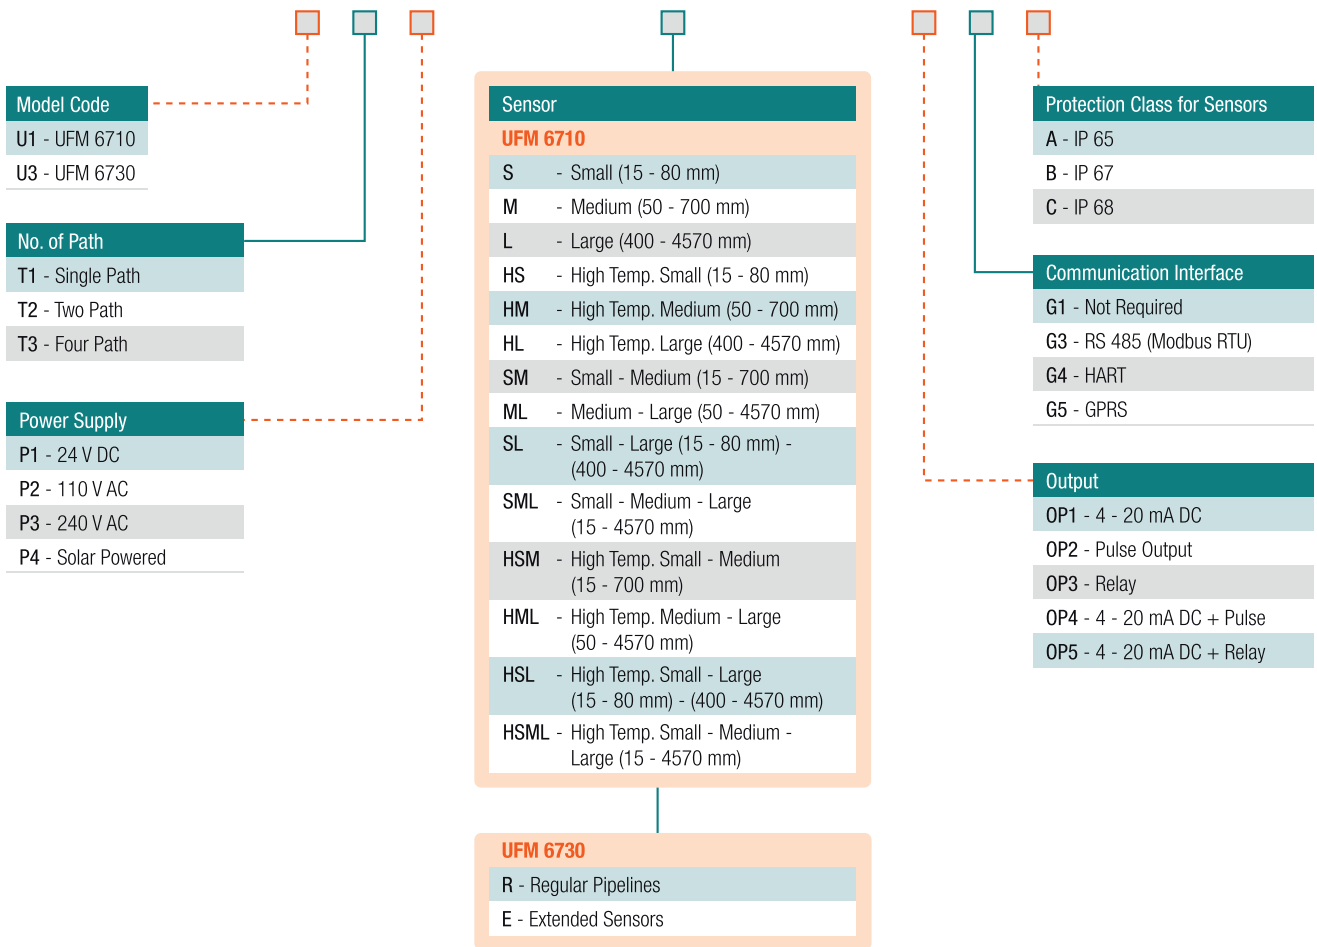 Model Code
U1 - UFM 6710
U3 - UFM 6730
No. of Path
T1 - Single Path
T2 - Two Path
T3 - Four Path
Power Supply
P1 - 24 V DC
P2 - 110 V AC
P3 - 240 V AC
P4 - Solar Powered
Sensor
UFM 6710
S - Small (15 - 80 mm)
M - Medium (50 - 700 mm)
L - Large (400 - 4570 mm)
HS - High Temp. Small (15 - 80 mm)
HM - High Temp. Medium (50 - 700 mm)
HL - High Temp. Large (400 - 4570 mm)
SM - Small - Medium (15 - 700 mm)
ML - Medium - Large (50 - 4570 mm)
SL - Small - Large (15 - 80 mm) -
(400 - 4570 mm)
SML - Small - Medium - Large
(15 - 4570 mm)
HSM - High Temp. Small - Medium
(15 - 700 mm)
HML - High Temp. Medium - Large
(50 - 4570 mm)
HSL - High Temp. Small - Large
(15 - 80 mm) - (400 - 4570 mm)
HSML - High Temp. Small - Medium -
Large (15 - 4570 mm)
UFM 6730
R - Regular Pipelines
E - Extended Sensors
Protection Class for Sensors
A - IP 65
B - IP 67
C - IP 68
Communication Interface
G1 - Not Required
G3 - RS 485 (Modbus RTU)
G4 - HART
G5 - GPRS
Output
OP1 - 4 - 20 mA DC
OP2 - Pulse Output
OP3 - Relay
OP4 - 4 - 20 mA DC + Pulse
OP5 - 4 - 20 mA DC + Relay